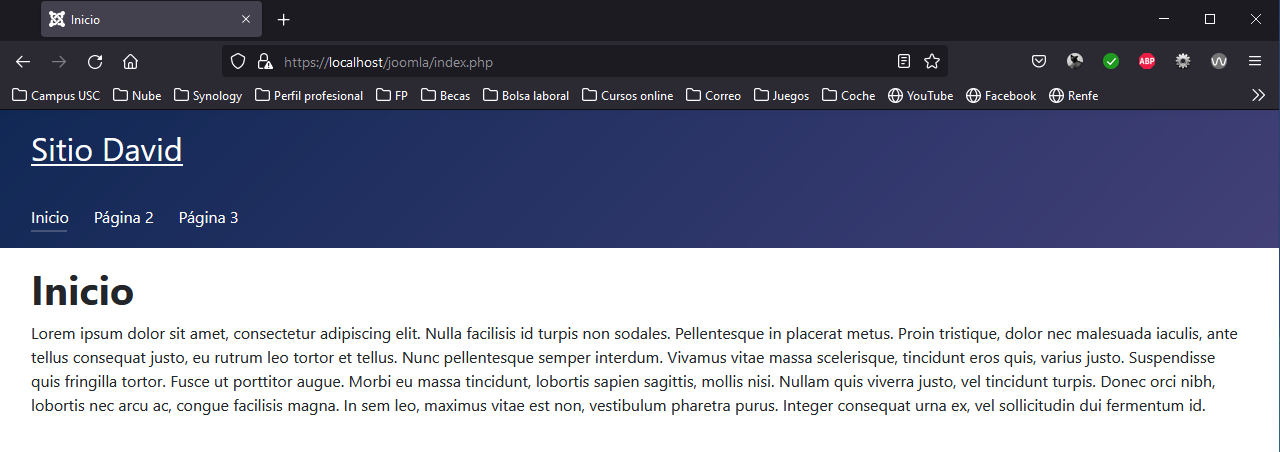 Inicio
https://localhost/joomla/index.php
ABP
Campus USC Nube Synology Perfil profesional FP Becas Bolsa laboral Cursos online Correo Juegos Coche YouTube Facebook Renfe
Sitio David
Inicio Página 2 Página 3
Inicio
Lorem ipsum dolor sit amet, consectetur adipiscing elit. Nulla facilisis id turpis non sodales. Pellentesque in placerat metus. Proin tristique, dolor nec malesuada iaculis, ante
tellus consequat justo, eu rutrum leo tortor et tellus. Nunc pellentesque semper interdum. Vivamus vitae massa scelerisque, tincidunt eros quis, varius justo. Suspendisse
quis fringilla tortor. Fusce ut porttitor augue. Morbi eu massa tincidunt, lobortis sapien sagittis, mollis nisi. Nullam quis viverra justo, vel tincidunt turpis. Donec orci nibh,
lobortis nec arcu ac, congue facilisis magna. In sem leo, maximus vitae est non, vestibulum pharetra purus. Integer consequat urna ex, vel sollicitudin dui fermentum id.